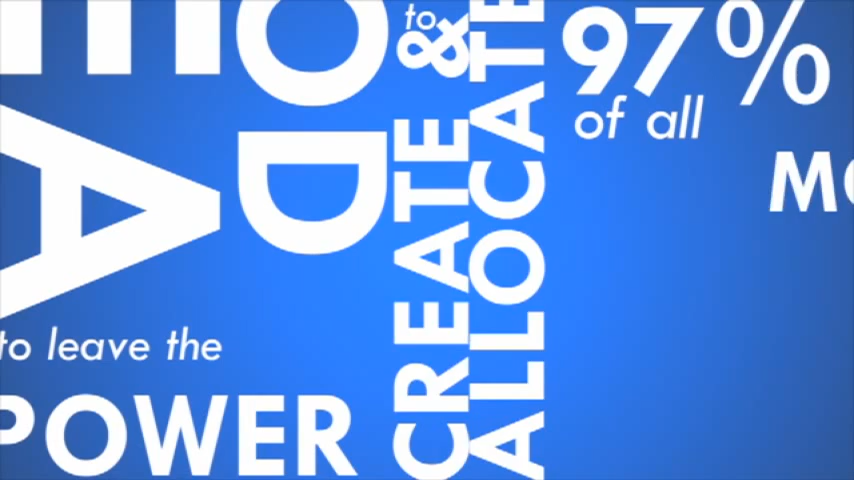 to leave the
POWER
to
CREATE &
ALLOCATE
97%
of all